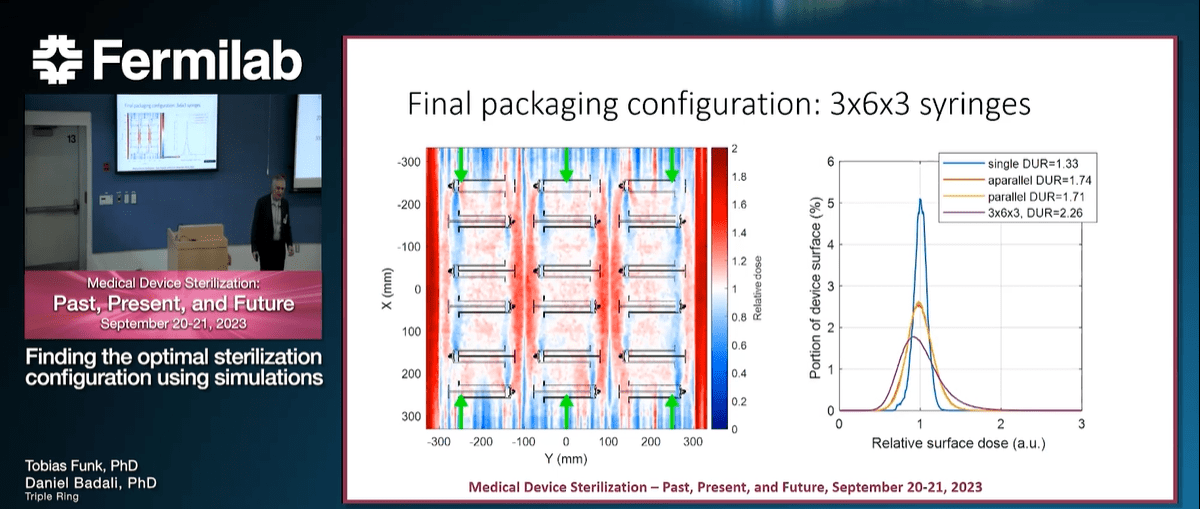 Fermilab
Final packaging configuration: 3x6x3 syringes
13
Medical Device Sterilization:
Past, Present, and Future
September 20-21, 2023
Finding the optimal sterilization
configuration using simulations
Tobias Funk, PhD
Daniel Badali, PhD
Triple Ring
Final packaging configuration: 3x6x3 syringes
X (mm)
-300
-200
-100
0
100
200
300
-300 -200 -100 0 100 200 300
Y (mm)
2
1.8
1.6
1.4
1.2
1
0.8
0.6
0.4
0.2
0
Relative dose
single DUR=1.33
aparallel DUR=1.74
parallel DUR=1.71
3x6x3, DUR=2.26
Portion of device surface (%)
6
5
4
3
2
1
0
0 1 2 3
Relative surface dose (a.u.)
Medical Device Sterilization – Past, Present, and Future, September 20-21, 2023